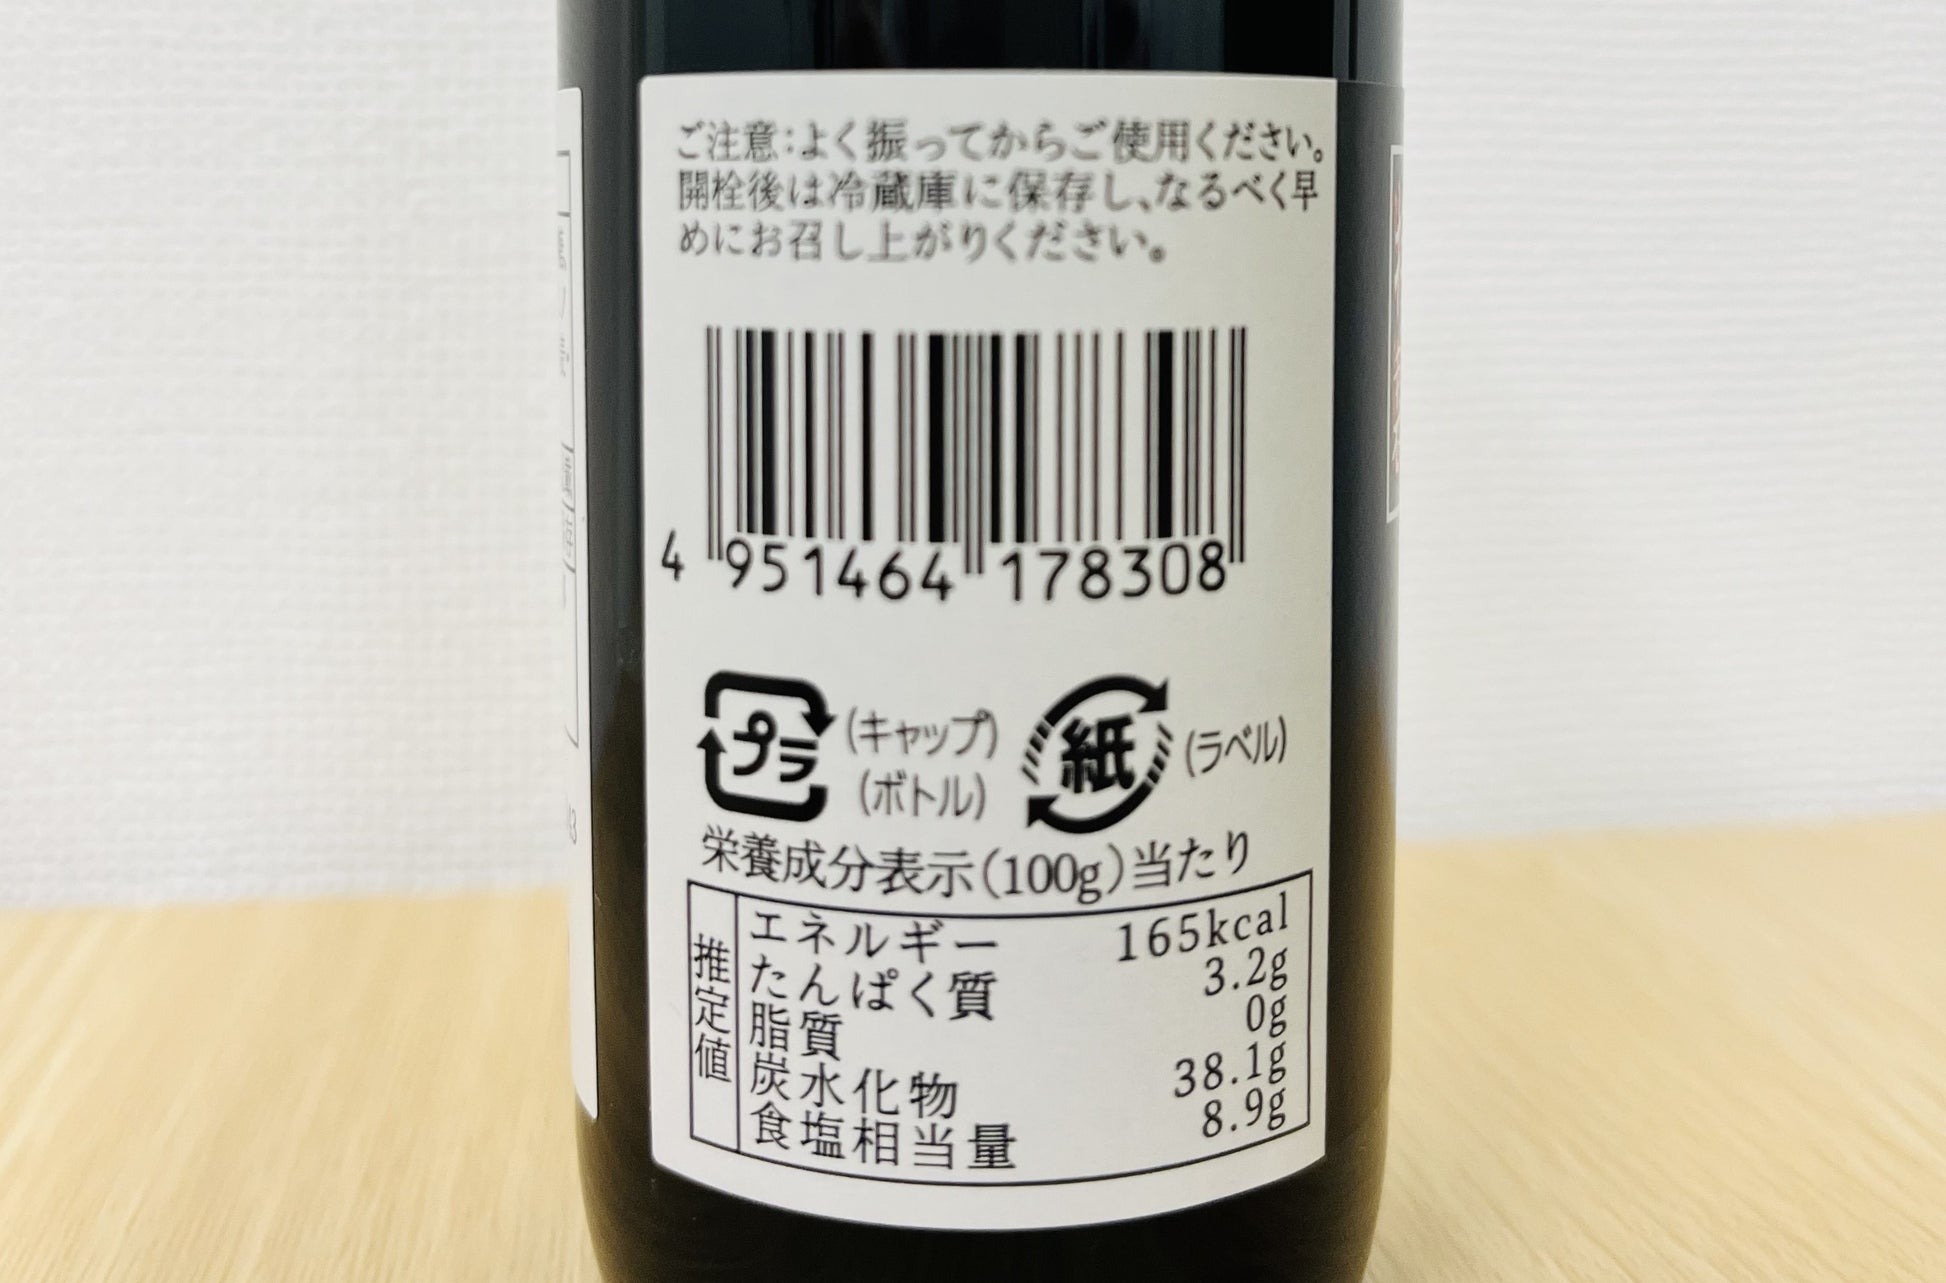 ご注意:よく振ってからご使用ください。
開栓後は冷蔵庫に保存し、なるべく早
めにお召し上がりください。
4 951464 178308
プラ
(キャップ)
(ボトル)
紙
(ラベル)
栄養成分表示(100g)当たり
推定値
エネルギー 165kcal
たんぱく質 3.2g
脂質 0g
炭水化物 38.1g
食塩相当量 8.9g